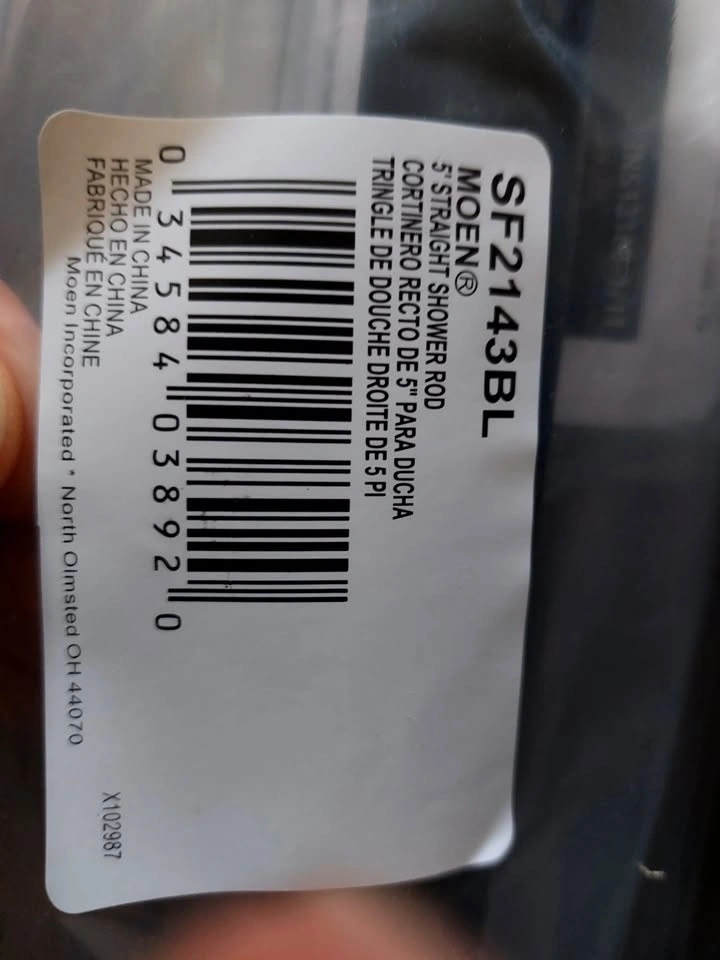 SF2143BL
MOEN®
5' STRAIGHT SHOWER ROD
CORTINERO RECTO DE 5" PARA DUCHA
TRINGLE DE DOUCHE DROITE DE 5 PI
0 34584 03892 0
MADE IN CHINA
HECHO EN CHINA
FABRIQUÉ EN CHINE
Moen Incorporated * North Olmsted OH 44070
X102987